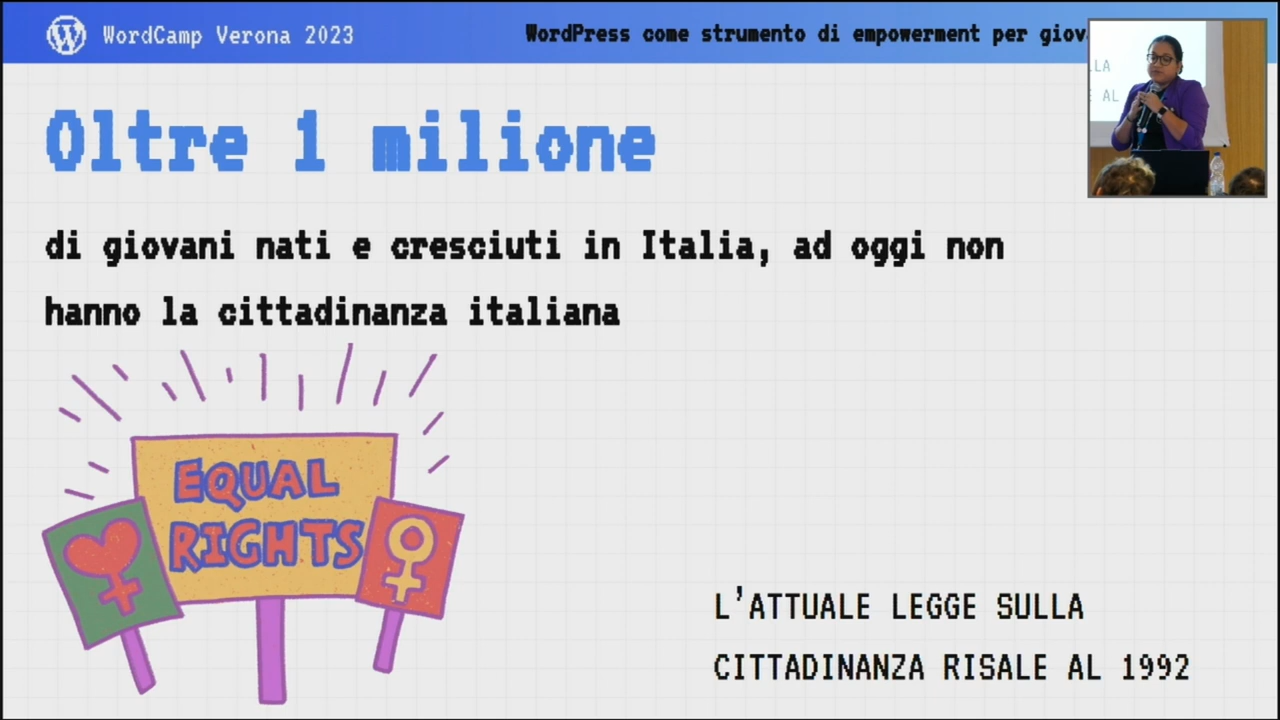 WordCamp Verona 2023
WordPress come strumento di empowerment per
Oltre 1 milione
di giovani nati e cresciuti in Italia, ad oggi non
hanno la cittadinanza italiana
EQUAL
RIGHTS
L'ATTUALE LEGGE SULLA
CITTADINANZA RISALE AL 1992